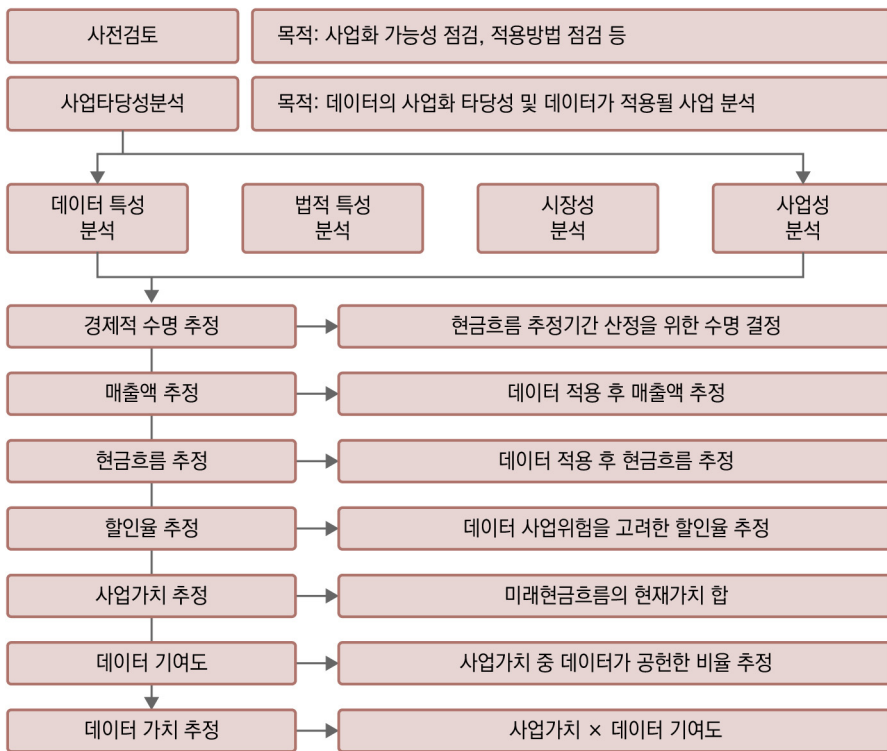 사전검토
목적: 사업화 가능성 점검, 적용방법 점검 등
사업타당성분석
목적: 데이터의 사업화 타당성 및 데이터가 적용될 사업 분석
데이터 특성
분석
법적 특성
분석
시장성
분석
사업성
분석
경제적 수명 추정
현금흐름 추정기간 산정을 위한 수명 결정
매출액 추정
데이터 적용 후 매출액 추정
현금흐름 추정
데이터 적용 후 현금흐름 추정
할인율 추정
데이터 사업위험을 고려한 할인율 추정
사업가치 추정
미래현금흐름의 현재가치 합
데이터 기여도
사업가치 중 데이터가 공헌한 비율 추정
데이터 가치 추정
사업가치 × 데이터 기여도